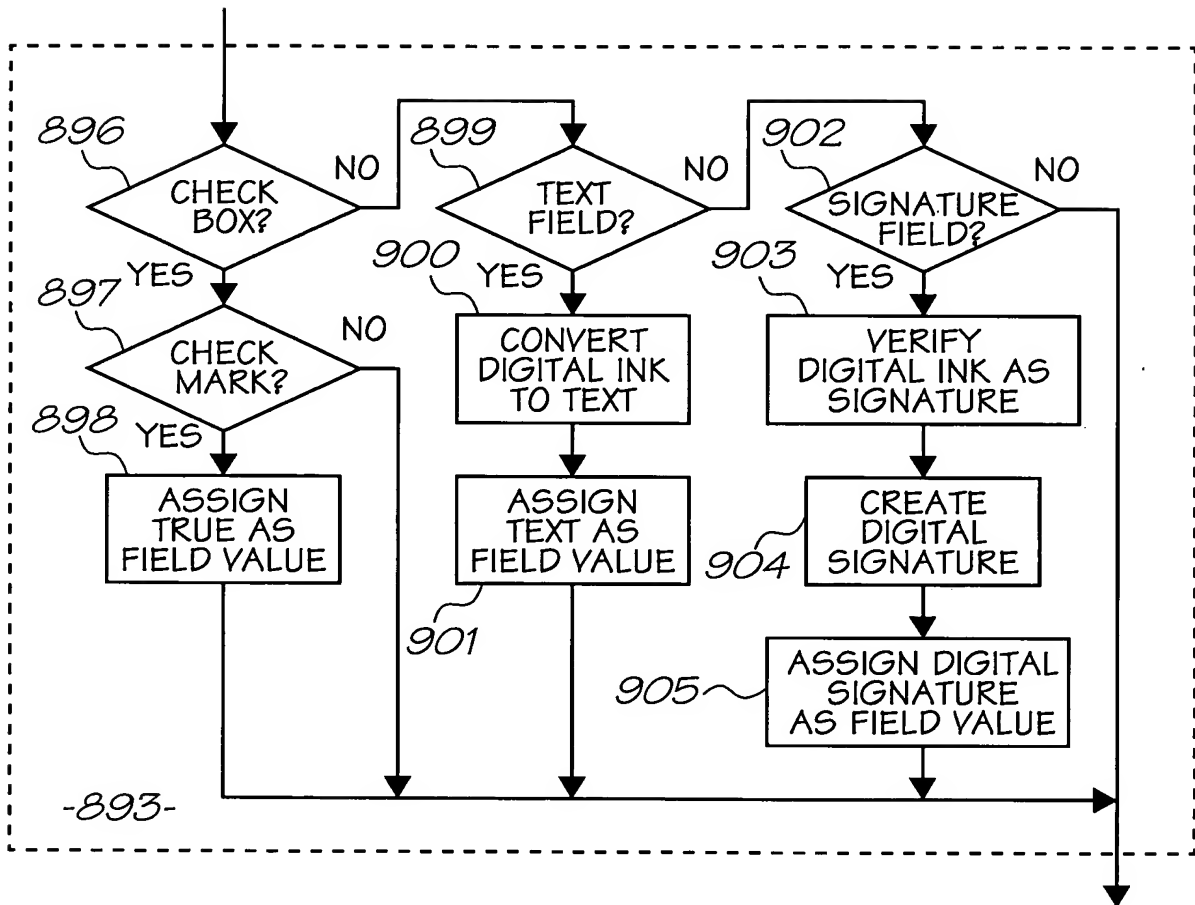 896
CHECK
BOX?
NO
YES
897
CHECK
MARK?
NO
YES
898
ASSIGN
TRUE AS
FIELD VALUE
899
TEXT
FIELD?
NO
YES
900
CONVERT
DIGITAL INK
TO TEXT
ASSIGN
TEXT AS
FIELD VALUE
901
902
SIGNATURE
FIELD?
NO
YES
903
VERIFY
DIGITAL INK AS
SIGNATURE
CREATE
DIGITAL
SIGNATURE
904
ASSIGN DIGITAL
SIGNATURE
AS FIELD VALUE
905
-893-